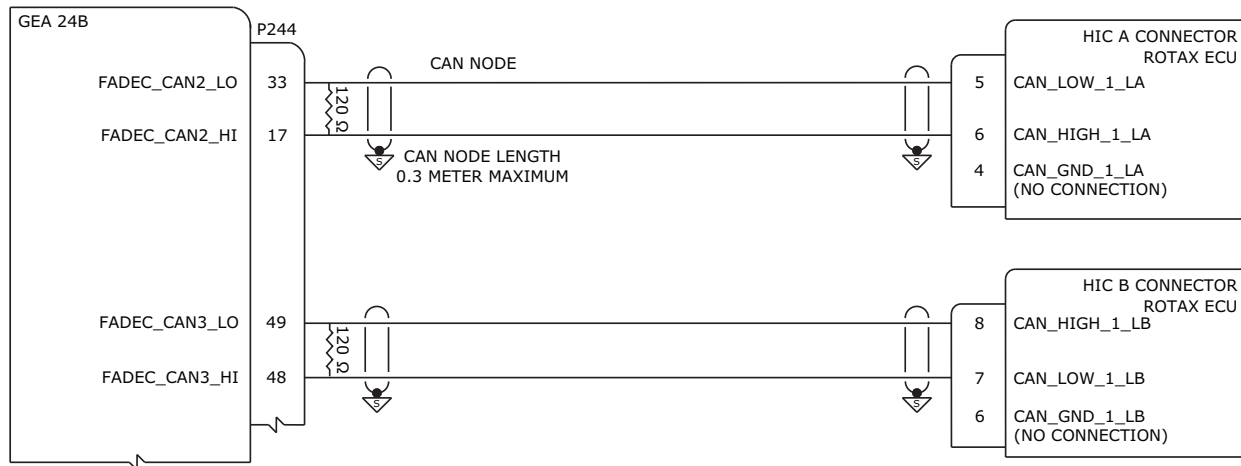 GEA 24B
P244
HIC A CONNECTOR
ROTAX ECU
CAN NODE
FADEC_CAN2_LO 33 5 CAN_LOW_1_LA
120 Ω
FADEC_CAN2_HI 17 6 CAN_HIGH_1_LA
S S
CAN NODE LENGTH
0.3 METER MAXIMUM
4 CAN_GND_1_LA
(NO CONNECTION)
HIC B CONNECTOR
ROTAX ECU
FADEC_CAN3_LO 49 8 CAN_HIGH_1_LB
120 Ω
FADEC_CAN3_HI 48 7 CAN_LOW_1_LB
S S
6 CAN_GND_1_LB
(NO CONNECTION)